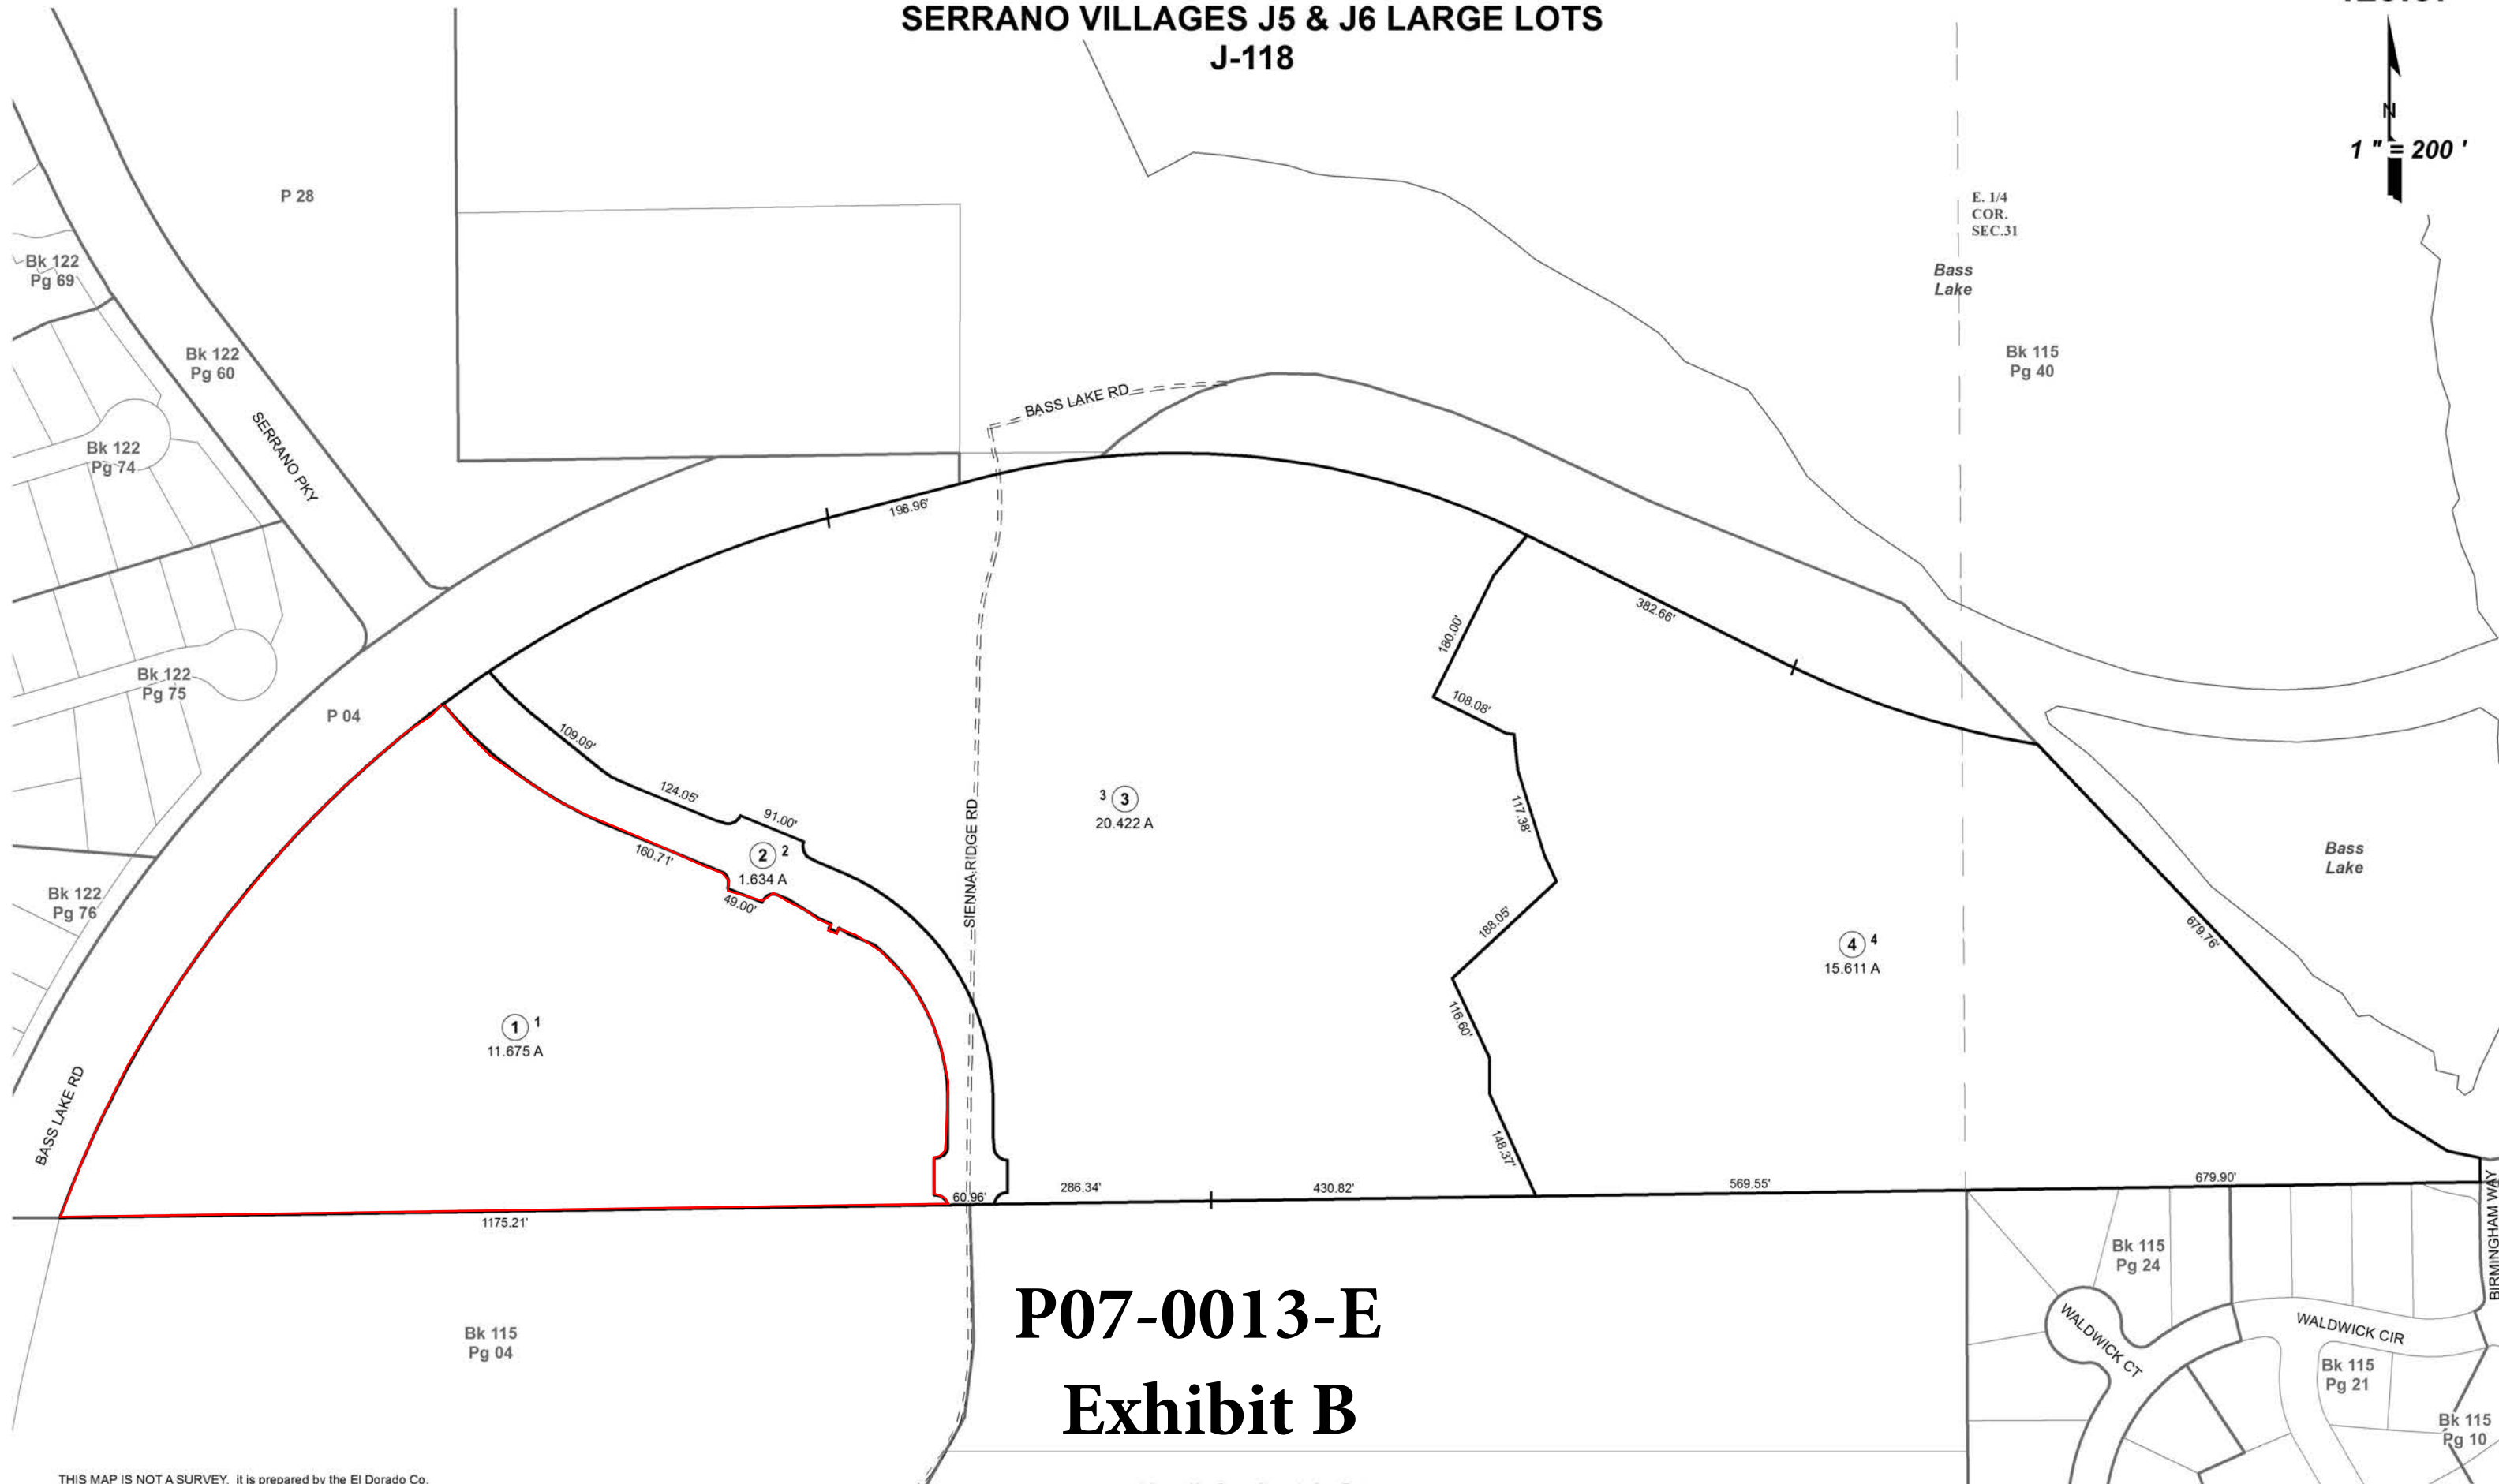 SERRANO VILLAGES J5 & J6 LARGE LOTS
J-118
N
1 " = 200 '
P 28
E. 1/4
COR.
SEC.31
Bk 122
Pg 69
Bass
Lake
Bk 122
Pg 60
Bk 115
Pg 40
BASS LAKE RD
SERRANO PKY
Bk 122
Pg 74
198.96'
382.66'
180.00'
Bk 122
Pg 75
P 04
108.08'
109.09'
124.05'
91.00'
3 3
20.422 A
117.38'
SIENNA RIDGE RD
160.71'
2 2
1.634 A
49.00'
Bass
Lake
Bk 122
Pg 76
188.05'
679.76'
4 4
15.611 A
1 1
11.675 A
116.60'
BASS LAKE RD
148.37'
60.96'
286.34'
430.82'
569.55'
679.90'
1175.21'
BIRMINGHAM WAY
Bk 115
Pg 24
P07-0013-E
Exhibit B
Bk 115
Pg 04
WALDWICK CT
WALDWICK CIR
Bk 115
Pg 21
Bk 115
Pg 10
THIS MAP IS NOT A SURVEY. it is prepared by the El Dorado Co.